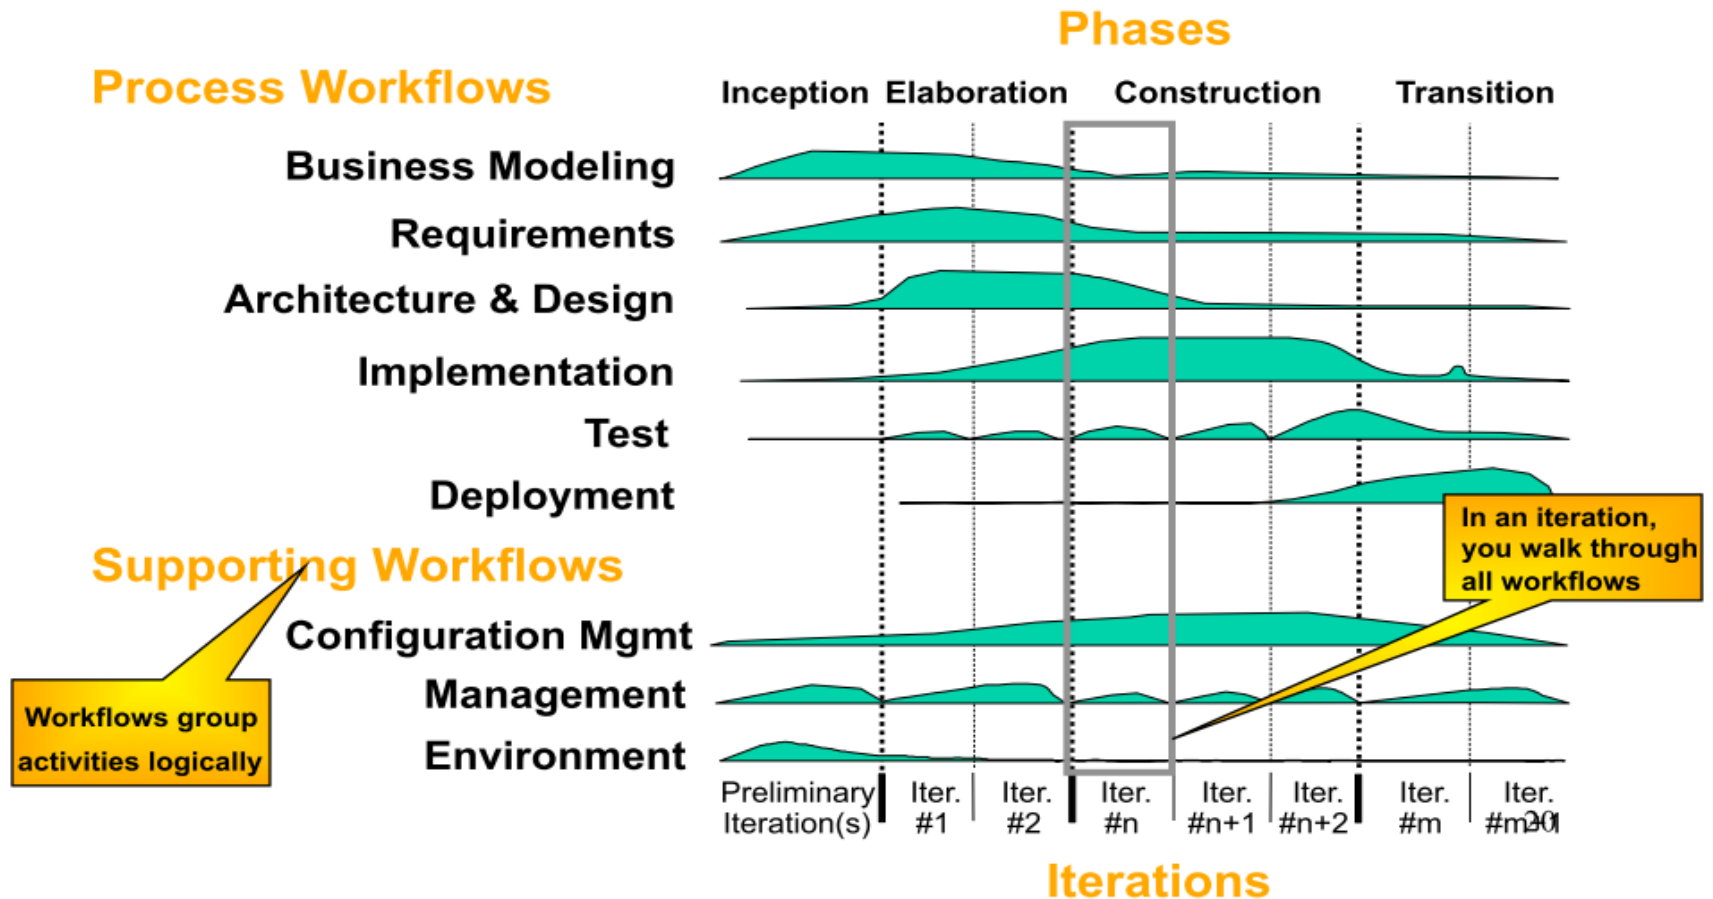 Phases
Process Workflows
Inception Elaboration Construction Transition
Business Modeling
Requirements
Architecture & Design
Implementation
Test
Deployment
In an iteration,
you walk through
all workflows
Supporting Workflows
Configuration Mgmt
Management
Environment
Workflows group
activities logically
Preliminary
Iteration(s)
Iter.
#1
Iter.
#2
Iter.
#n
Iter.
#n+1
Iter.
#n+2
Iter.
#m
Iter.
#m+1
20
Iterations